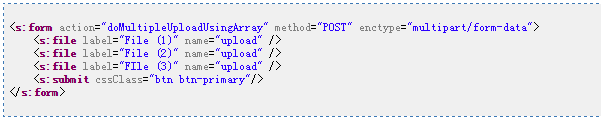 <s:form action="doMultipleUploadUsingArray" method="POST" enctype="multipart/form-data">
<s:file label="File (1)" name="upload" />
<s:file label="File (2)" name="upload" />
<s:file label="FIle (3)" name="upload" />
<s:submit cssClass="btn btn-primary"/>
</s:form>